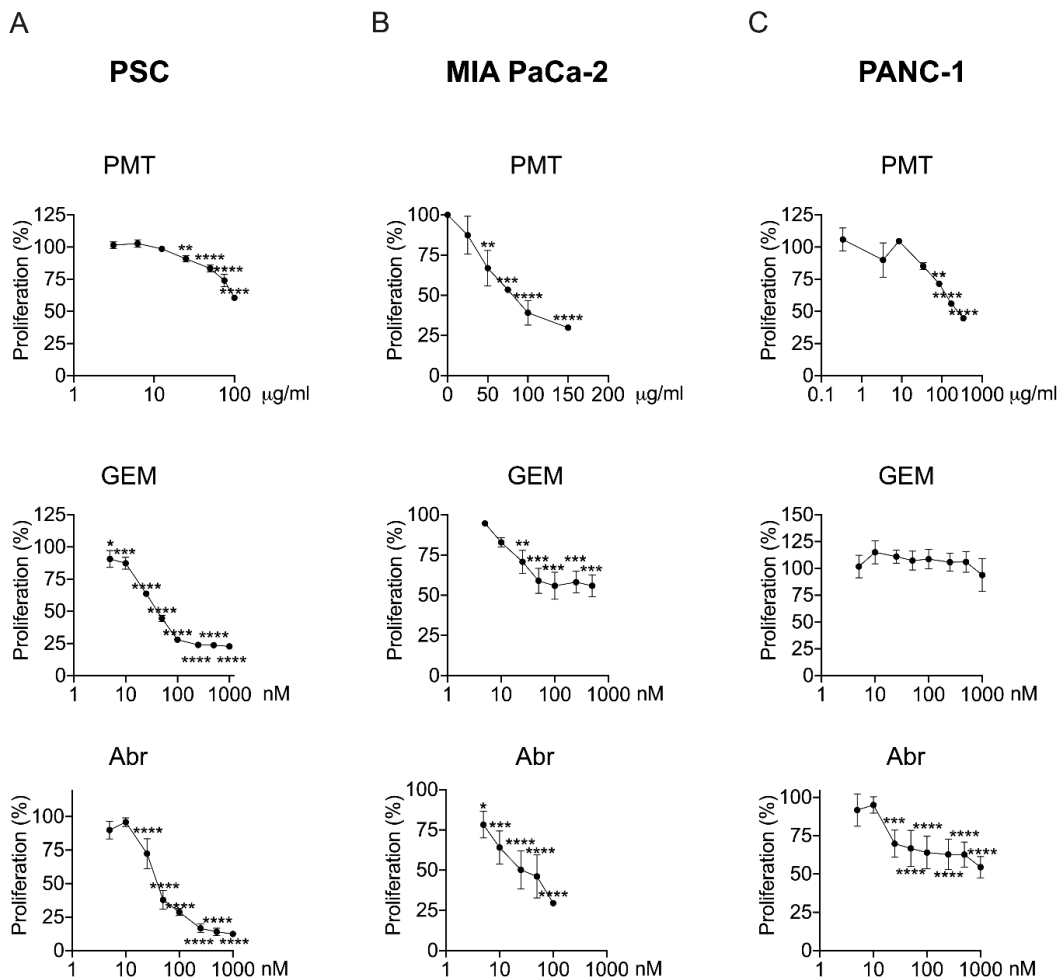 A B C
PSC MIA PaCa-2 PANC-1
PMT PMT PMT
Proliferation (%) Proliferation (%) Proliferation (%)
125 100 125
100 75 100
75 50 75
50 25 50
25 0 25
0 0
** **** **** ****
** *** **** ****
** **** ****
1 10 100 µg/ml
0 50 100 150 200 µg/ml
0.1 1 10 100 1000 µg/ml
GEM GEM GEM
Proliferation (%) Proliferation (%) Proliferation (%)
125 100 150
100 75 125
75 50 100
50 25 75
25 0 50
0 25
0
* *** **** **** **** **** **** ****
** *** *** *** ***
1 10 100 1000 nM
1 10 100 1000 nM
1 10 100 1000 nM
Abr Abr Abr
Proliferation (%) Proliferation (%) Proliferation (%)
100 100 100
75 75 75
50 50 50
25 25 25
0 0 0
**** **** **** **** **** ****
* *** **** **** ****
*** **** **** **** **** ****
1 10 100 1000 nM
1 10 100 1000 nM
1 10 100 1000 nM